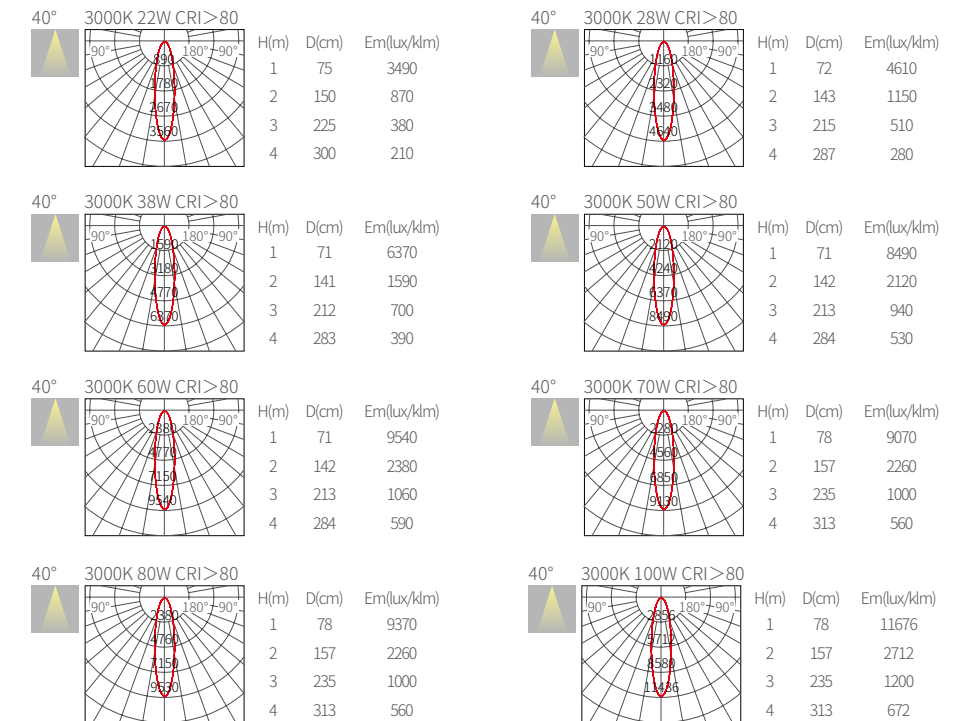 40° 3000K 22W CRI＞80
90° 180° 90°
890
1780
2670
3560
H(m) D(cm) Em(lux/klm)
1 75 3490
2 150 870
3 225 380
4 300 210
40° 3000K 28W CRI＞80
90° 180° 90°
1160
2320
3480
4640
H(m) D(cm) Em(lux/klm)
1 72 4610
2 143 1150
3 215 510
4 287 280
40° 3000K 38W CRI＞80
90° 180° 90°
1590
3180
4770
6370
H(m) D(cm) Em(lux/klm)
1 71 6370
2 141 1590
3 212 700
4 283 390
40° 3000K 50W CRI＞80
90° 180° 90°
2120
4240
6370
8490
H(m) D(cm) Em(lux/klm)
1 71 8490
2 142 2120
3 213 940
4 284 530
40° 3000K 60W CRI＞80
90° 180° 90°
2380
4770
7150
9540
H(m) D(cm) Em(lux/klm)
1 71 9540
2 142 2380
3 213 1060
4 284 590
40° 3000K 70W CRI＞80
90° 180° 90°
2280
4560
6850
9130
H(m) D(cm) Em(lux/klm)
1 78 9070
2 157 2260
3 235 1000
4 313 560
40° 3000K 80W CRI＞80
90° 180° 90°
2380
4760
7150
9530
H(m) D(cm) Em(lux/klm)
1 78 9370
2 157 2260
3 235 1000
4 313 560
40° 3000K 100W CRI＞80
90° 180° 90°
2856
5712
8580
11436
H(m) D(cm) Em(lux/klm)
1 78 11676
2 157 2712
3 235 1200
4 313 672